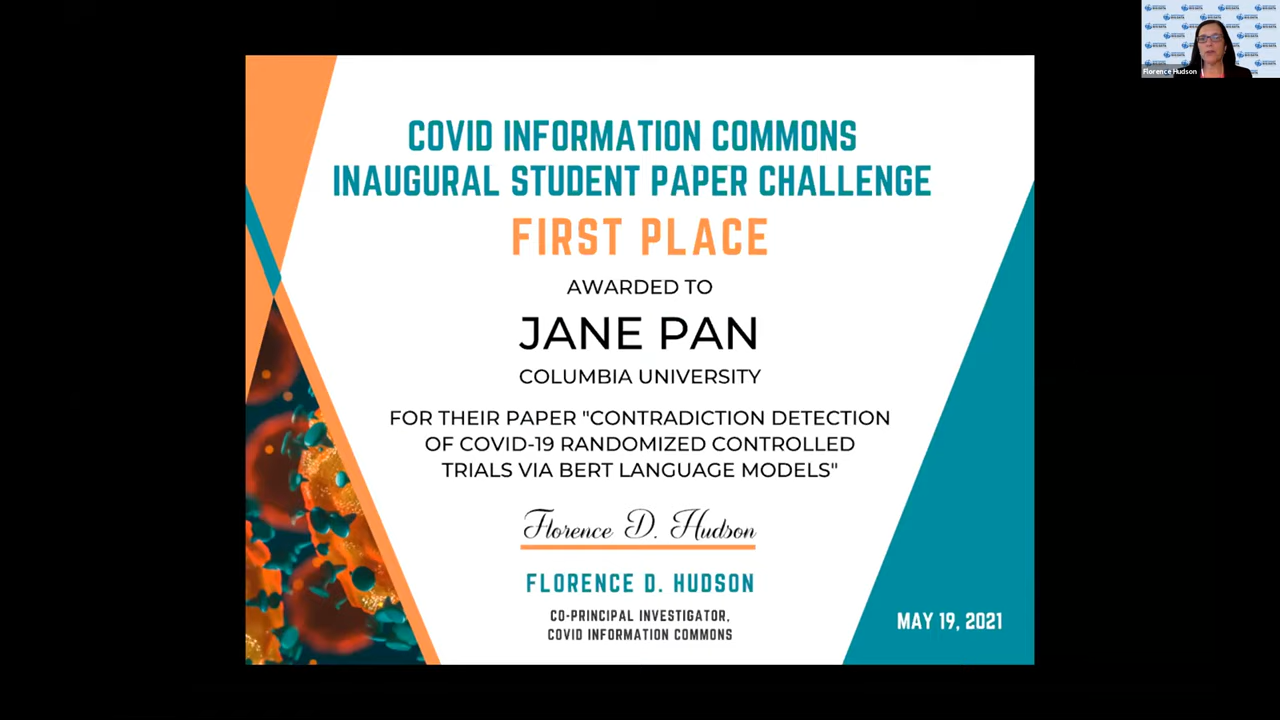 COVID INFORMATION COMMONS
INAUGURAL STUDENT PAPER CHALLENGE
FIRST PLACE
AWARDED TO
JANE PAN
COLUMBIA UNIVERSITY
FOR THEIR PAPER "CONTRADICTION DETECTION
OF COVID-19 RANDOMIZED CONTROLLED
TRIALS VIA BERT LANGUAGE MODELS"
Florence D. Hudson
FLORENCE D. HUDSON
CO-PRINCIPAL INVESTIGATOR,
COVID INFORMATION COMMONS
MAY 19, 2021
Florence Hudson